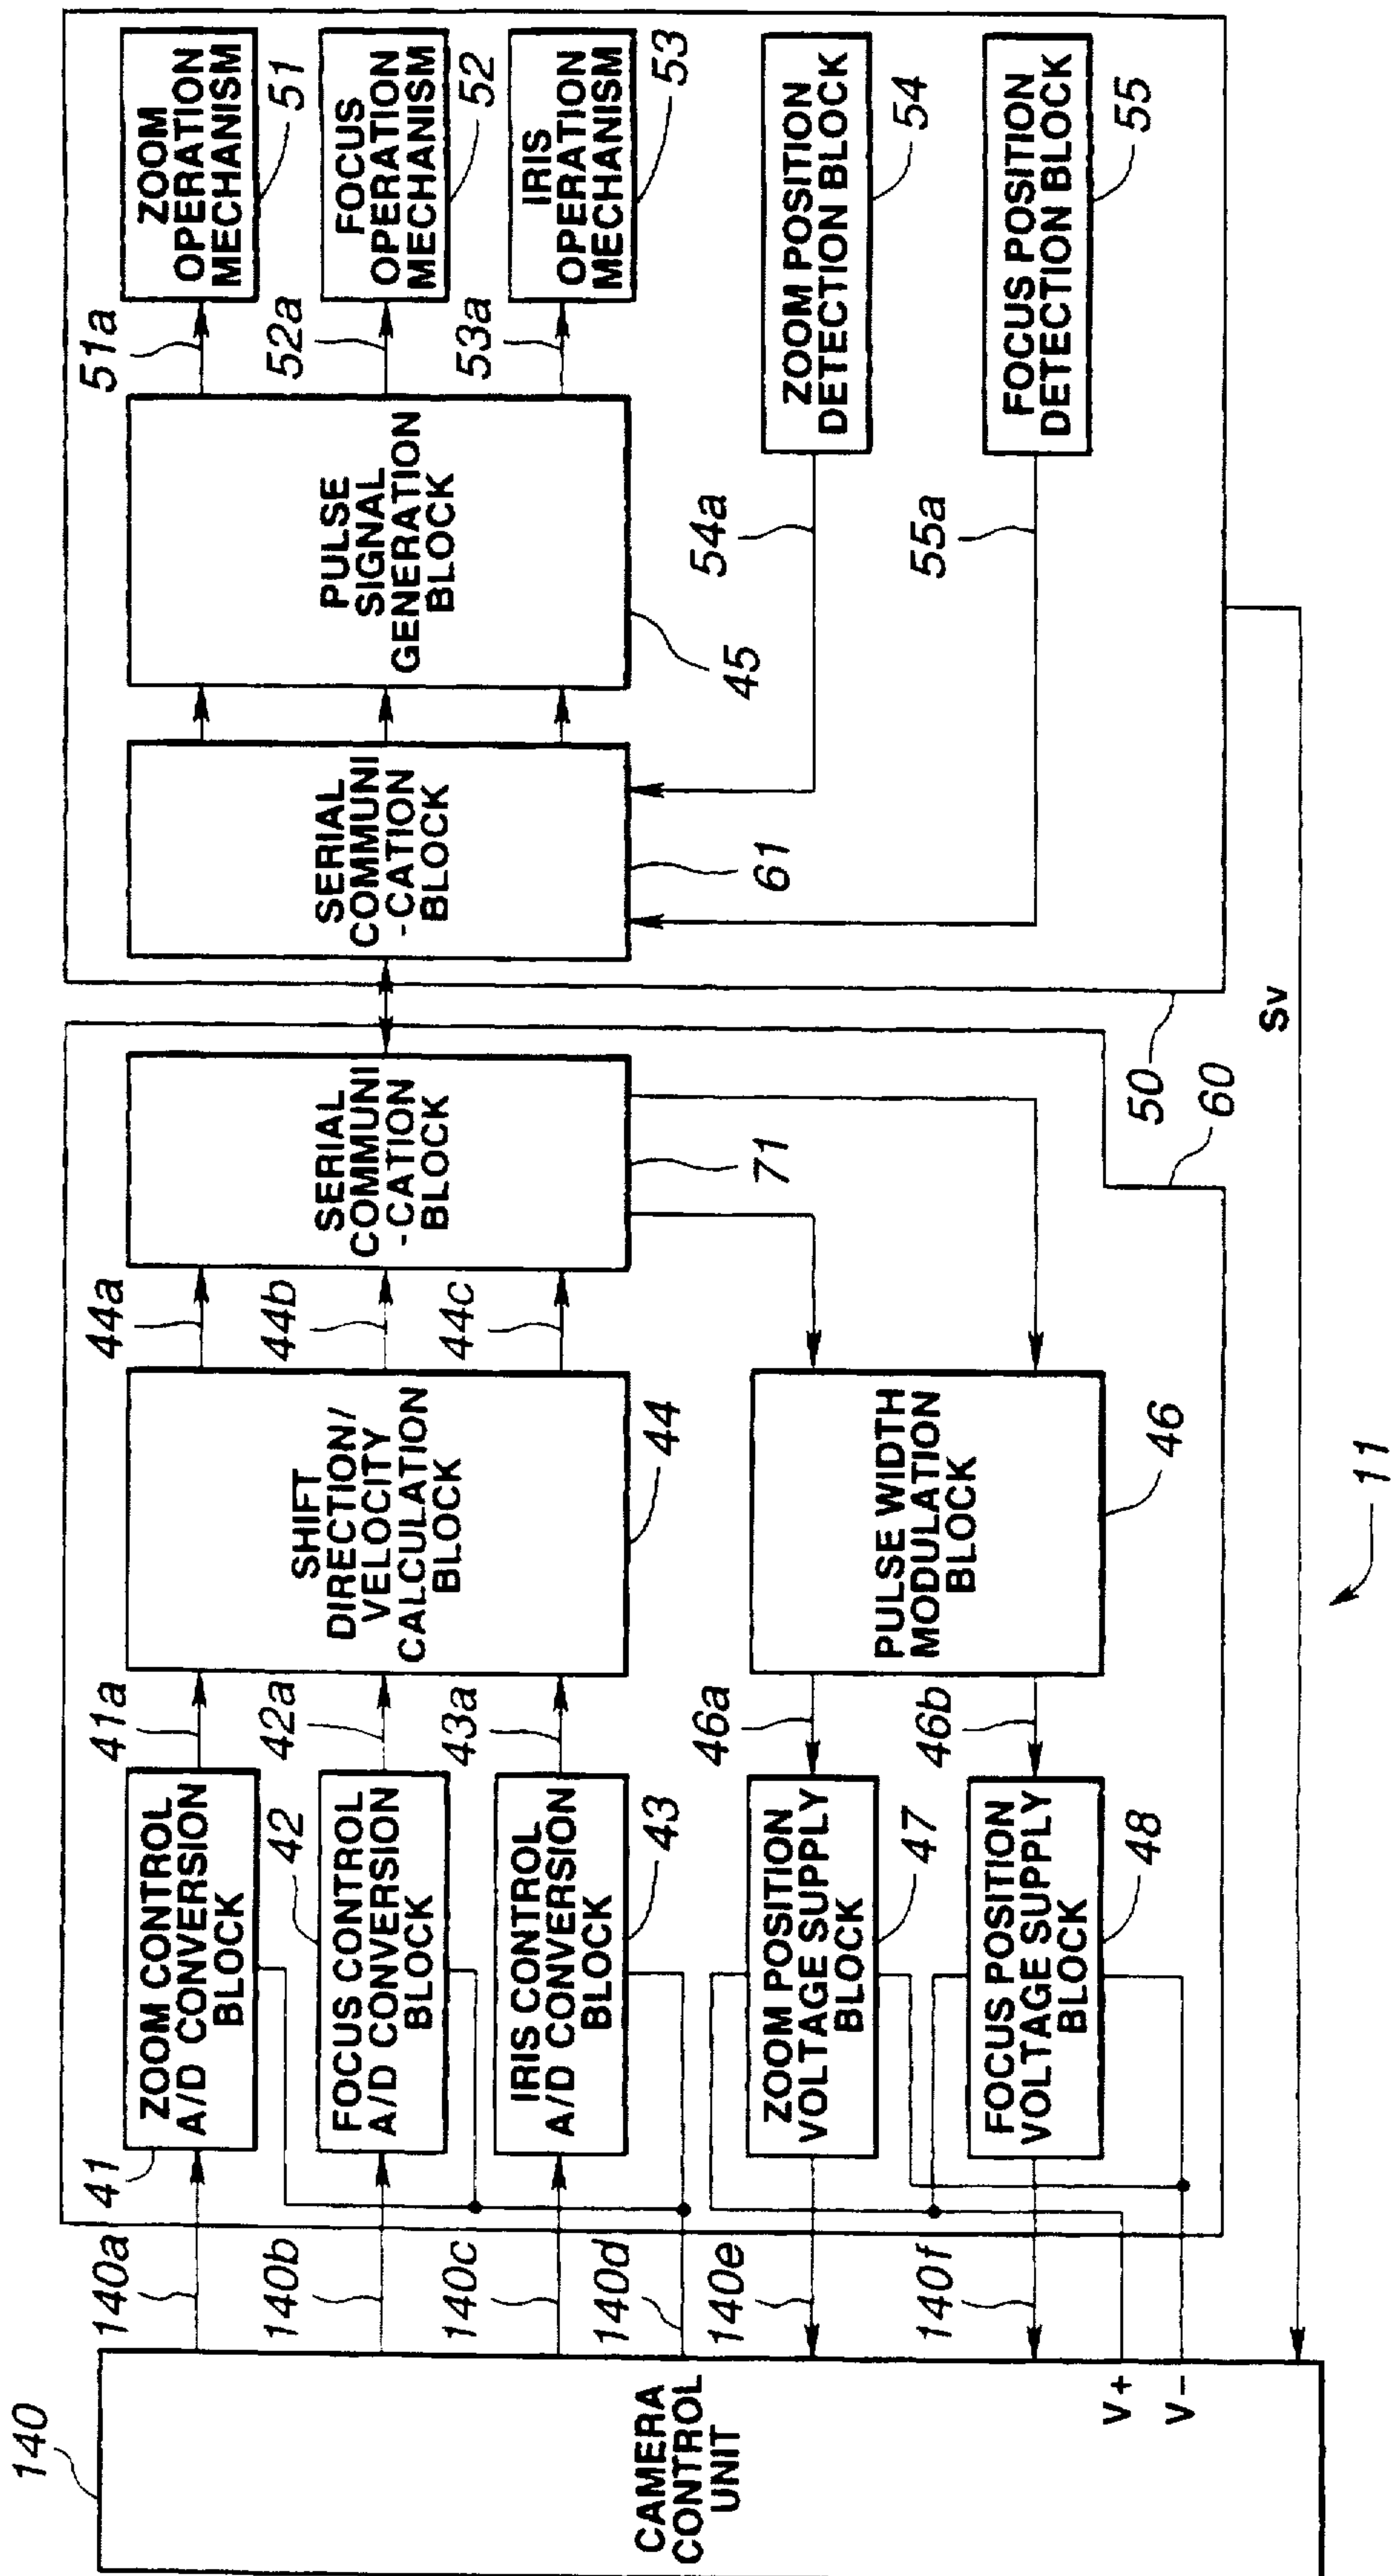 140
CAMERA
CONTROL
UNIT
V+
V−
140a
140b
140c
140d
140e
140f
41
ZOOM CONTROL
A/D CONVERSION
BLOCK
42
FOCUS CONTROL
A/D CONVERSION
BLOCK
IRIS CONTROL
A/D CONVERSION
BLOCK
43
ZOOM POSITION
VOLTAGE SUPPLY
BLOCK
47
FOCUS POSITION
VOLTAGE SUPPLY
BLOCK
48
41a
42a
43a
46a
46b
SHIFT
DIRECTION/
VELOCITY
CALCULATION
BLOCK
44
PULSE WIDTH
MODULATION
BLOCK
46
44a
44b
44c
SERIAL
COMMUNI
-CATION
BLOCK
71
60
50
SERIAL
COMMUNI
-CATION
BLOCK
61
PULSE
SIGNAL
GENERATION
BLOCK
45
51a
52a
53a
54a
55a
ZOOM
OPERATION
MECHANISM
51
FOCUS
OPERATION
MECHANISM
52
IRIS
OPERATION
MECHANISM
53
ZOOM POSITION
DETECTION BLOCK
54
FOCUS POSITION
DETECTION BLOCK
55
Sv
11